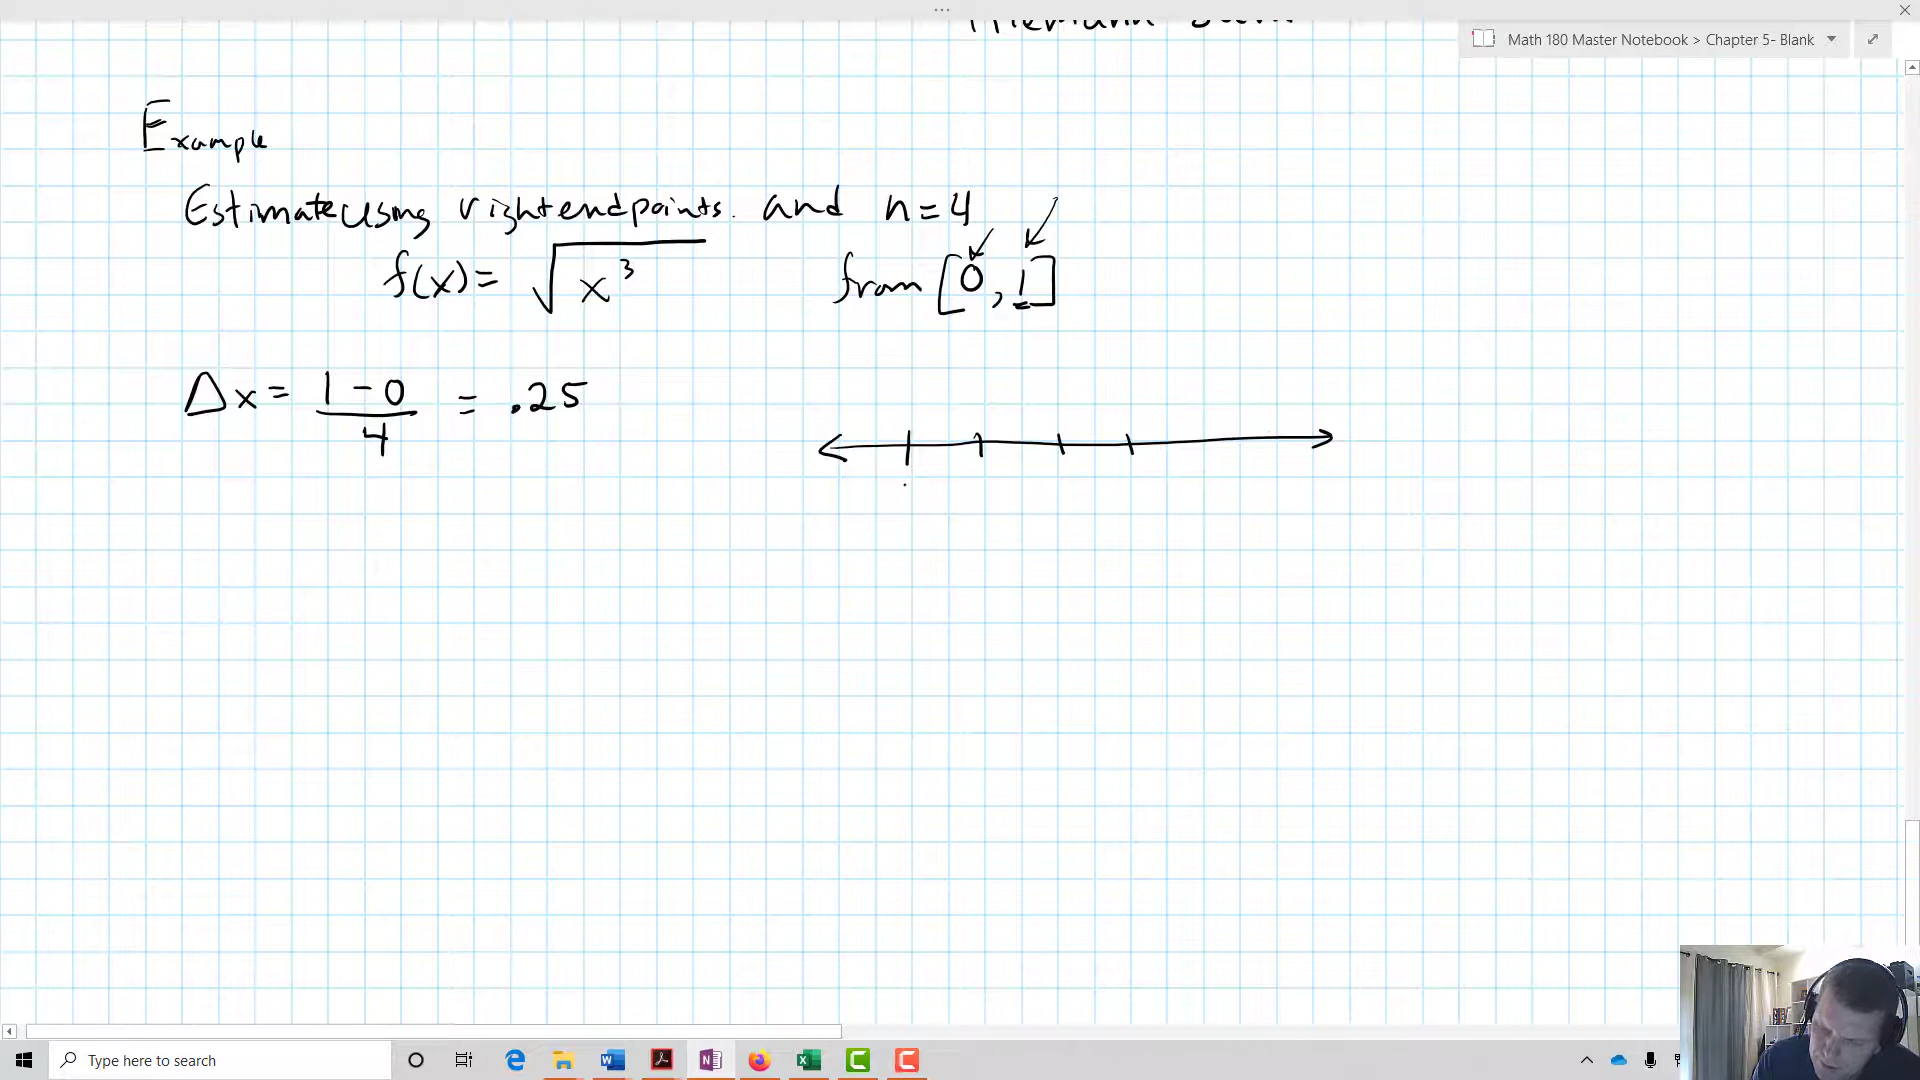 Riemann
Math 180 Master Notebook > Chapter 5- Blank
Example
Estimate using right endpoints. and n = 4
f(x) = √x³ from [0, 1]
Δx = 1 - 0 / 4 = .25
Type here to search